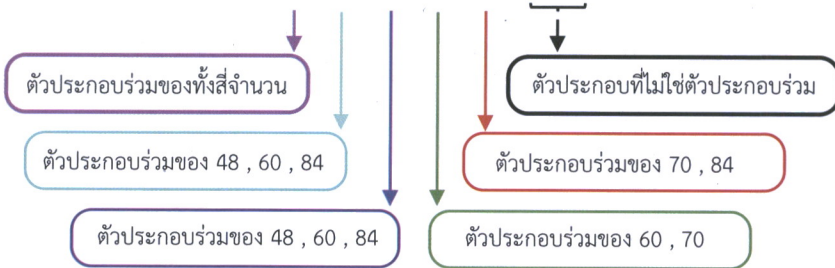 ตัวประกอบร่วมของทั้งสี่จำนวน
ตัวประกอบที่ไม่ใช่ตัวประกอบร่วม
ตัวประกอบร่วมของ 48 , 60 , 84
ตัวประกอบร่วมของ 70 , 84
ตัวประกอบร่วมของ 48 , 60 , 84
ตัวประกอบร่วมของ 60 , 70